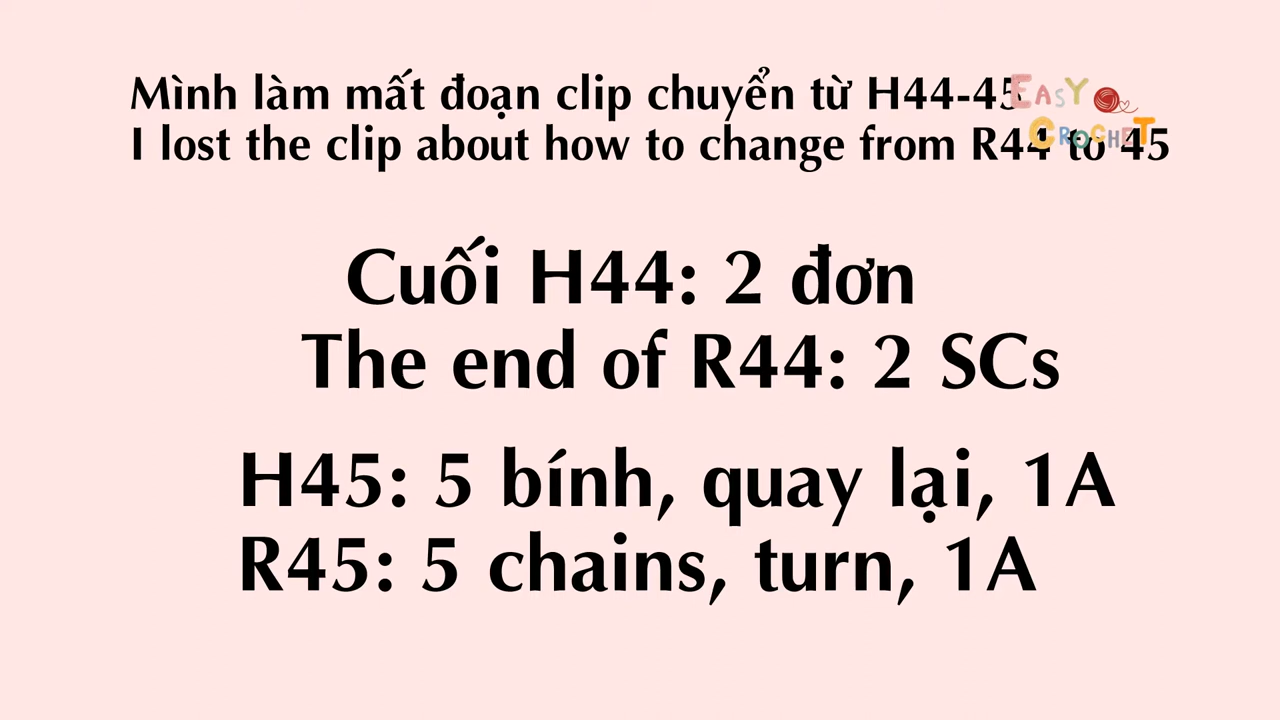 Mình làm mất đoạn clip chuyển từ H44-45
I lost the clip about how to change from R44 to 45
EASY
CROCHET
Cuối H44: 2 đơn
The end of R44: 2 SCs
H45: 5 bính, quay lại, 1A
R45: 5 chains, turn, 1A